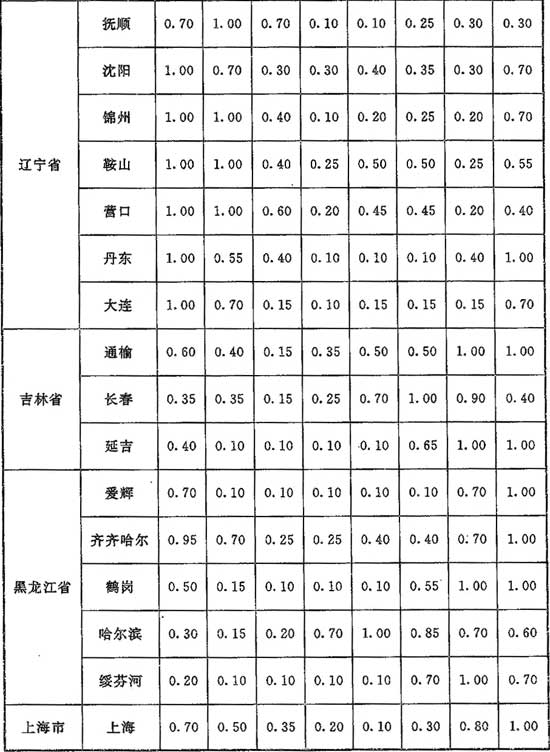 辽宁省
抚顺 0.70 1.00 0.70 0.10 0.10 0.25 0.30 0.30
沈阳 1.00 0.70 0.30 0.30 0.40 0.35 0.30 0.70
锦州 1.00 1.00 0.40 0.10 0.20 0.25 0.20 0.70
鞍山 1.00 1.00 0.40 0.25 0.50 0.50 0.25 0.55
营口 1.00 1.00 0.60 0.20 0.45 0.45 0.20 0.40
丹东 1.00 0.55 0.40 0.10 0.10 0.10 0.40 1.00
大连 1.00 0.70 0.15 0.10 0.15 0.15 0.15 0.70
吉林省
通榆 0.60 0.40 0.15 0.35 0.50 0.50 1.00 1.00
长春 0.35 0.35 0.15 0.25 0.70 1.00 0.90 0.40
延吉 0.40 0.10 0.10 0.10 0.10 0.65 1.00 1.00
黑龙江省
爱辉 0.70 0.10 0.10 0.10 0.10 0.10 0.70 1.00
齐齐哈尔 0.95 0.70 0.25 0.25 0.40 0.40 0.70 1.00
鹤岗 0.50 0.15 0.10 0.10 0.10 0.55 1.00 1.00
哈尔滨 0.30 0.15 0.20 0.70 1.00 0.85 0.70 0.60
绥芬河 0.20 0.10 0.10 0.10 0.10 0.70 1.00 0.70
上海市 上海 0.70 0.50 0.35 0.20 0.10 0.30 0.80 1.00